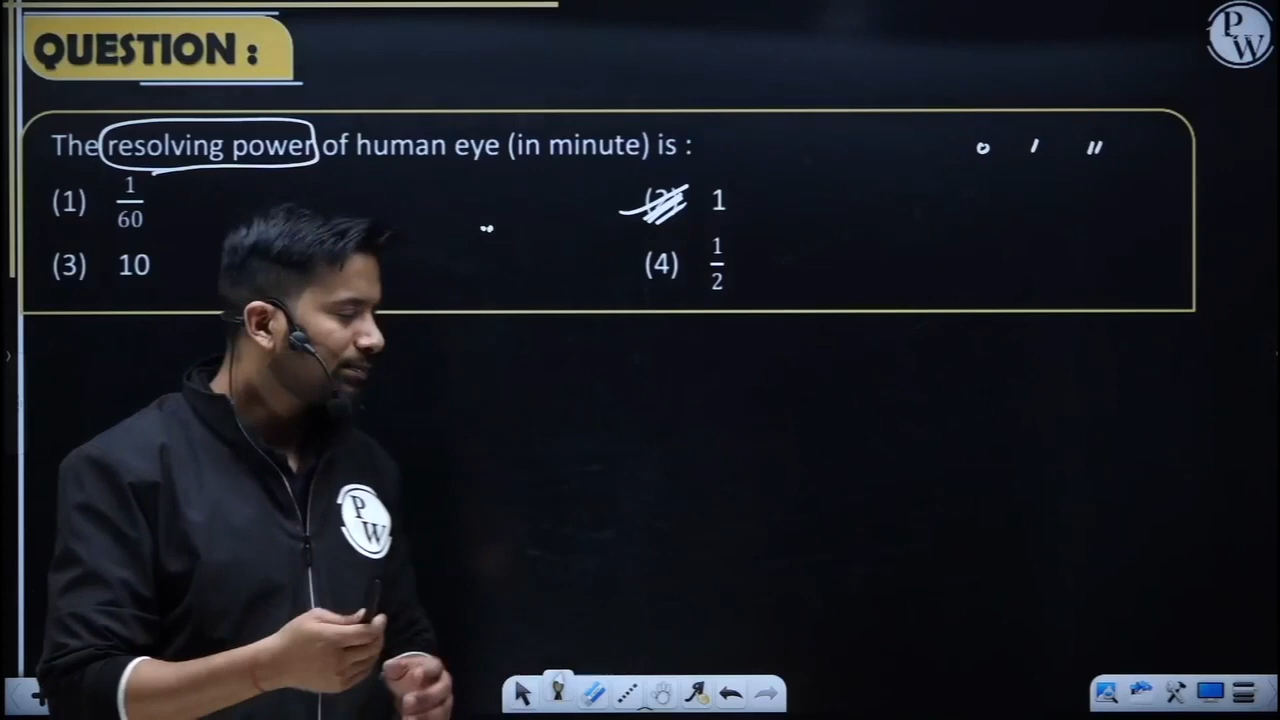 QUESTION :
PW
The resolving power of human eye (in minute) is :
° ′ ″
(1) 1/60
(2) 1
(3) 10
(4) 1/2
PW